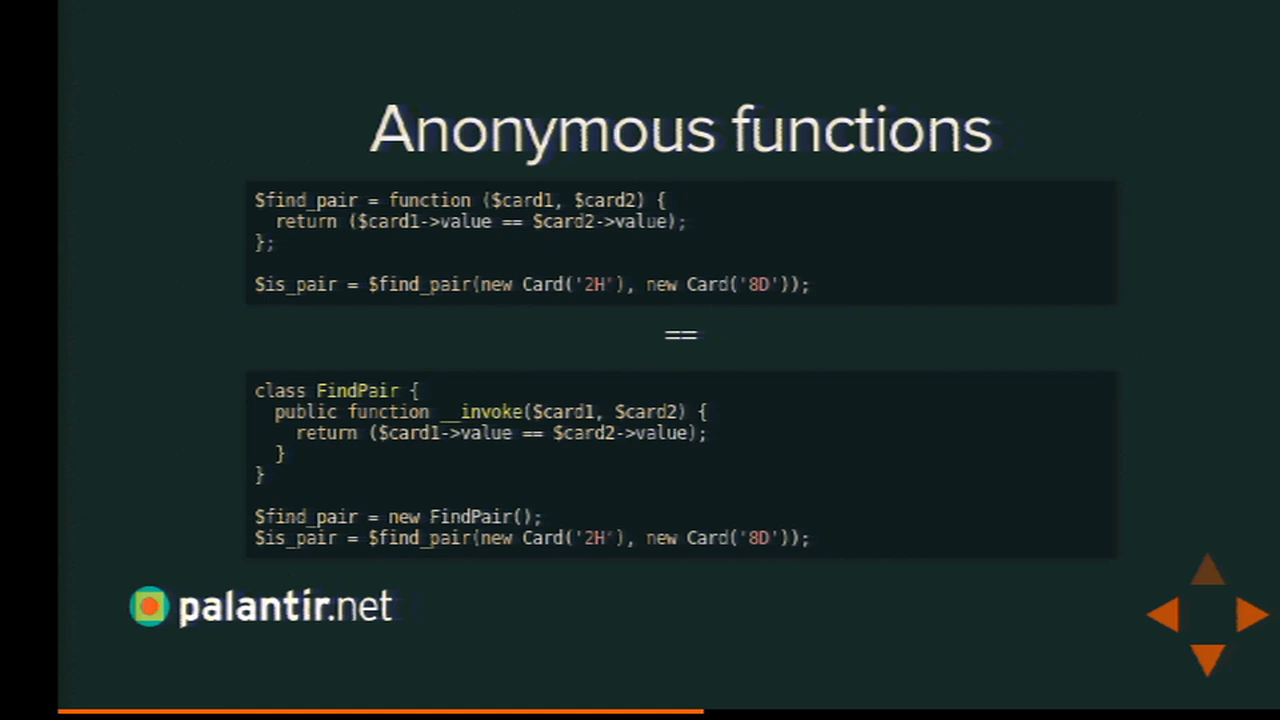 Anonymous functions
$find_pair = function ($card1, $card2) {
  return ($card1->value == $card2->value);
};
$is_pair = $find_pair(new Card('2H'), new Card('8D'));
==
class FindPair {
  public function __invoke($card1, $card2) {
    return ($card1->value == $card2->value);
  }
}
$find_pair = new FindPair();
$is_pair = $find_pair(new Card('2H'), new Card('8D'));
palantir.net